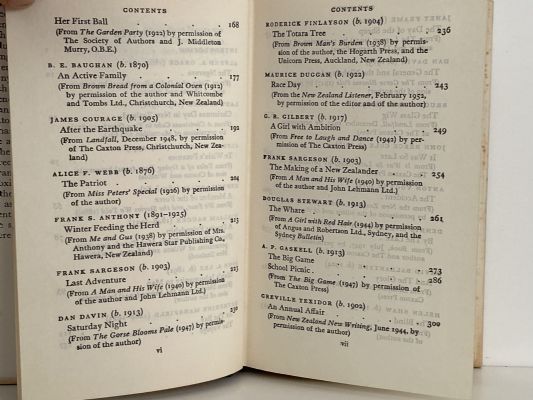 CONTENTS
Her First Ball . . . . . 168
(From The Garden Party (1922) by permission of
The Society of Authors and J. Middleton
Murry, O.B.E.)
B. E. BAUGHAN (b. 1870)
An Active Family . . . . . 177
(From Brown Bread from a Colonial Oven (1912)
by permission of the author and Whitcombe
and Tombs Ltd., Christchurch, New Zealand)
JAMES COURAGE (b. 1905)
After the Earthquake . . . . . 192
(From Landfall, December 1948, by permission
of The Caxton Press, Christchurch, New Zea-
land)
ALICE F. WEBB (b. 1876)
The Patriot . . . . . 204
(From Miss Peters' Special (1926) by permission
of the author)
FRANK S. ANTHONY (1891-1925)
Winter Feeding the Herd . . . . 213
(From Me and Gus (1938) by permission of Mrs.
Anthony and the Hawera Star Publishing Co.,
Hawera, New Zealand)
FRANK SARGESON (b. 1903)
Last Adventure . . . . . 223
(From A Man and His Wife (1940) by permission
of the author and John Lehmann Ltd.)
DAN DAVIN (b. 1913)
Saturday Night . . . . . 230
(From The Gorse Blooms Pale (1947) by permis-
sion of the author)
vi
CONTENTS
RODERICK FINLAYSON (b. 1904)
The Totara Tree . . . . . 236
(From Brown Man's Burden (1938) by permis-
sion of the author, the Hogarth Press, and the
Unicorn Press, Auckland, New Zealand)
MAURICE DUGGAN (b. 1922)
Race Day . . . . . 243
(From the New Zealand Listener, February 1952,
by permission of the editor and of the author)
G. R. GILBERT (b. 1917)
A Girl with Ambition . . . . . 249
(From Free to Laugh and Dance (1942) by per-
mission of The Caxton Press)
FRANK SARGESON (b. 1903)
The Making of a New Zealander . . . 254
(From A Man and His Wife (1940) by permission
of the author and John Lehmann Ltd.)
DOUGLAS STEWART (b. 1913)
The Whare . . . . . 261
(From A Girl with Red Hair (1944) by permission
of Angus and Robertson Ltd., Sydney, and the
Sydney Bulletin)
A. P. GASKELL (b. 1913)
The Big Game . . . . . 273
School Picnic . . . . . 286
(From The Big Game (1947) by permission of
The Caxton Press)
GREVILLE TEXIDOR (b. 1902)
An Annual Affair . . . . . 300
(From New Zealand New Writing, June 1944, by
permission of the author)
vii